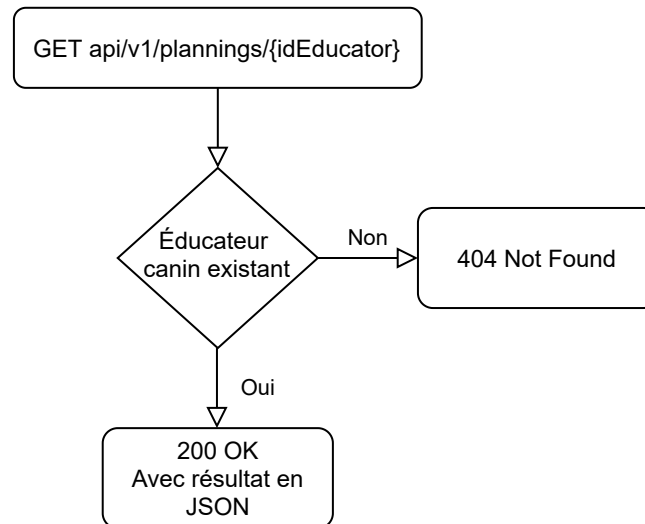 GET api/v1/plannings/{idEducator}
Éducateur
canin existant
Non
404 Not Found
Oui
200 OK
Avec résultat en
JSON